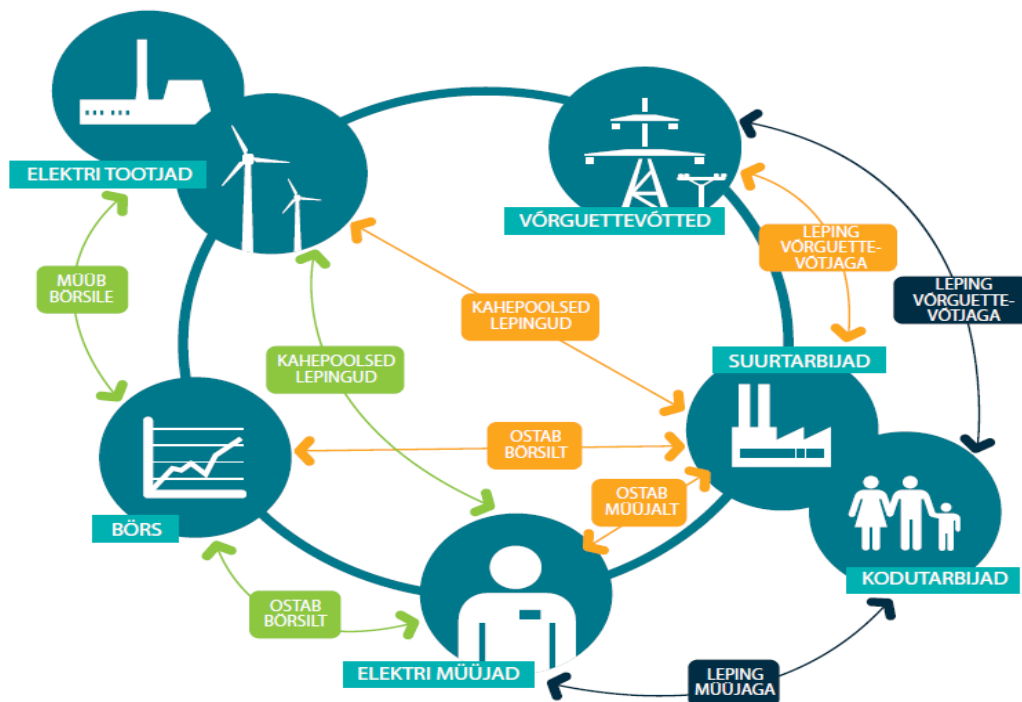 ELEKTRI TOOTJAD
VÕRGUETTEVÕTTED
LEPING
VÕRGUETTE-
VÕTJAGA
LEPING
VÕRGUETTE-
VÕTJAGA
MÜÜB
BÖRSILE
KAHEPOOLSED
LEPINGUD
KAHEPOOLSED
LEPINGUD
SUURTARBIJAD
OSTAB
BÖRSILT
OSTAB
MÜÜJALT
BÖRS
KODUTARBIJAD
OSTAB
BÖRSILT
ELEKTRI MÜÜJAD
LEPING
MÜÜJAGA